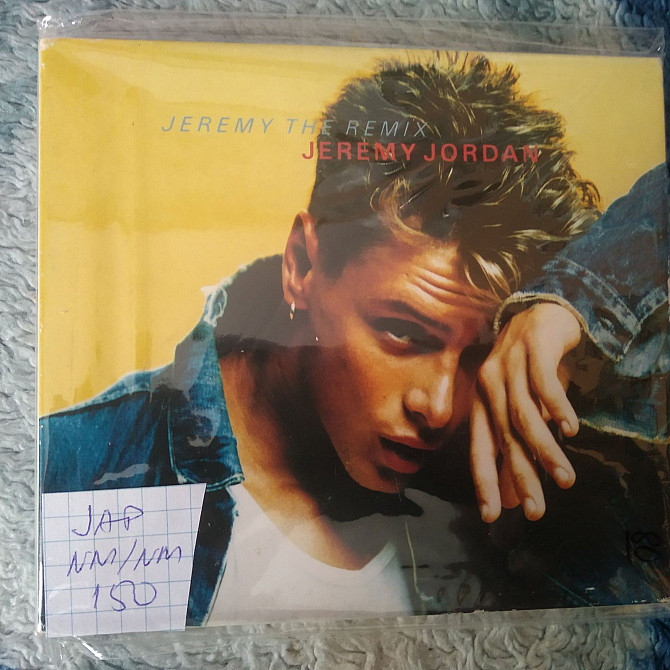 JEREMY THE REMIX
JEREMY JORDAN
JAP
NM/NM
150